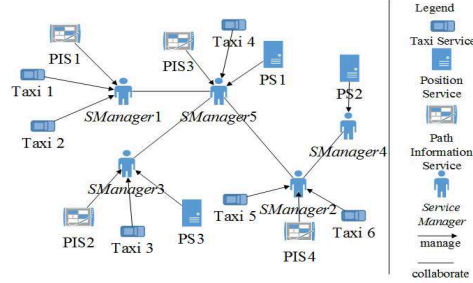 Legend
Taxi Service
Position
Service
Path
Information
Service
Service
Manager
manage
collaborate
PIS1
PIS3
Taxi 4
PS1
PS2
Taxi 1
Taxi 2
SManager1
SManager5
SManager4
SManager3
SManager2
PIS2
Taxi 3
PS3
Taxi 5
PIS4
Taxi 6